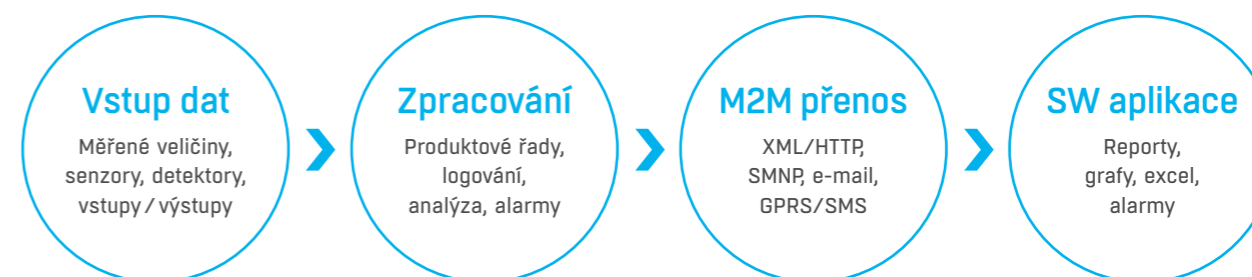 Vstup dat
Měřené veličiny,
senzory, detektory,
vstupy / výstupy
Zpracování
Produktové řady,
logování,
analýza, alarmy
M2M přenos
XML/HTTP,
SMNP, e-mail,
GPRS/SMS
SW aplikace
Reporty,
grafy, excel,
alarmy